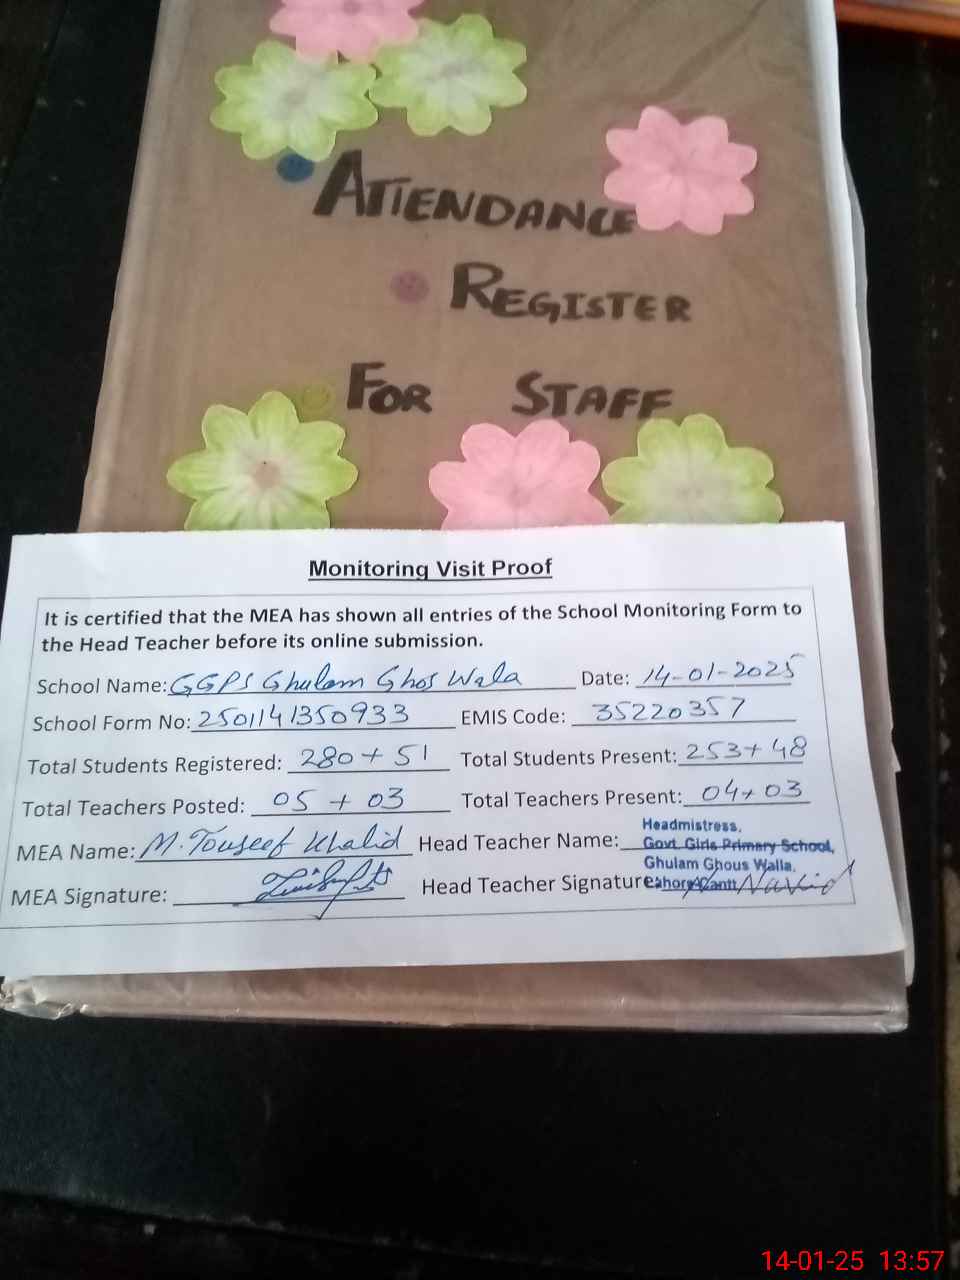 ATTENDANCE
REGISTER
FOR STAFF
Monitoring Visit Proof
It is certified that the MEA has shown all entries of the School Monitoring Form to
the Head Teacher before its online submission.
School Name: GGPS Ghulam Ghos Wala Date: 14-01-2025
School Form No: 2501141350933 EMIS Code: 35220357
Total Students Registered: 280 + 51 Total Students Present: 253 + 48
Total Teachers Posted: 05 + 03 Total Teachers Present: 04 + 03
MEA Name: M. Touseef Khalid Head Teacher Name:
Headmistress,
Govt. Girls Primary School,
Ghulam Ghous Walla,
Lahore Cantt
MEA Signature: Head Teacher Signature:
14-01-25 13:57